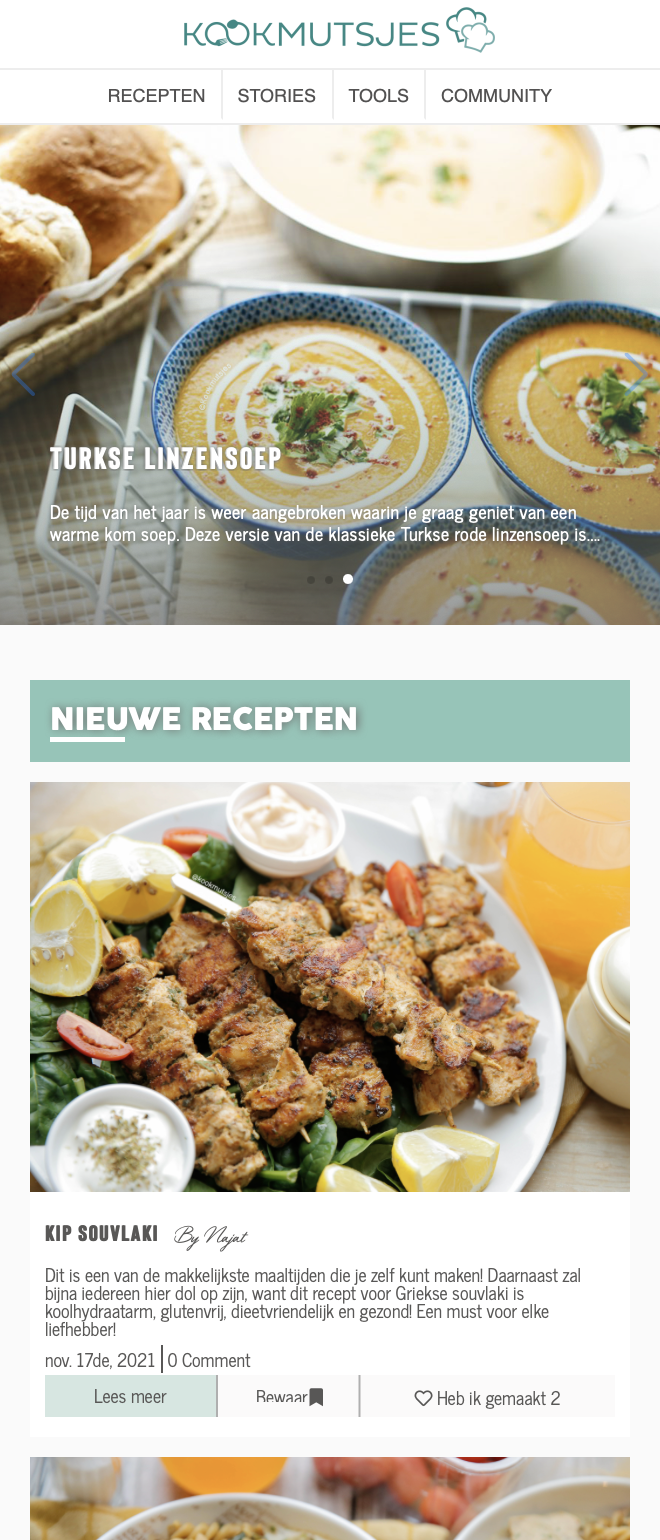 KOOKMUTSJES
RECEPTEN STORIES TOOLS COMMUNITY
TURKSE LINZENSOEP
De tijd van het jaar is weer aangebroken waarin je graag geniet van een
warme kom soep. Deze versie van de klassieke Turkse rode linzensoep is....
NIEUWE RECEPTEN
@kookmutsjes
KIP SOUVLAKI By Najat
Dit is een van de makkelijkste maaltijden die je zelf kunt maken! Daarnaast zal
bijna iedereen hier dol op zijn, want dit recept voor Griekse souvlaki is
koolhydraatarm, glutenvrij, dieetvriendelijk en gezond! Een must voor elke
liefhebber!
nov. 17de, 2021 0 Comment
Lees meer Bewaar Heb ik gemaakt 2